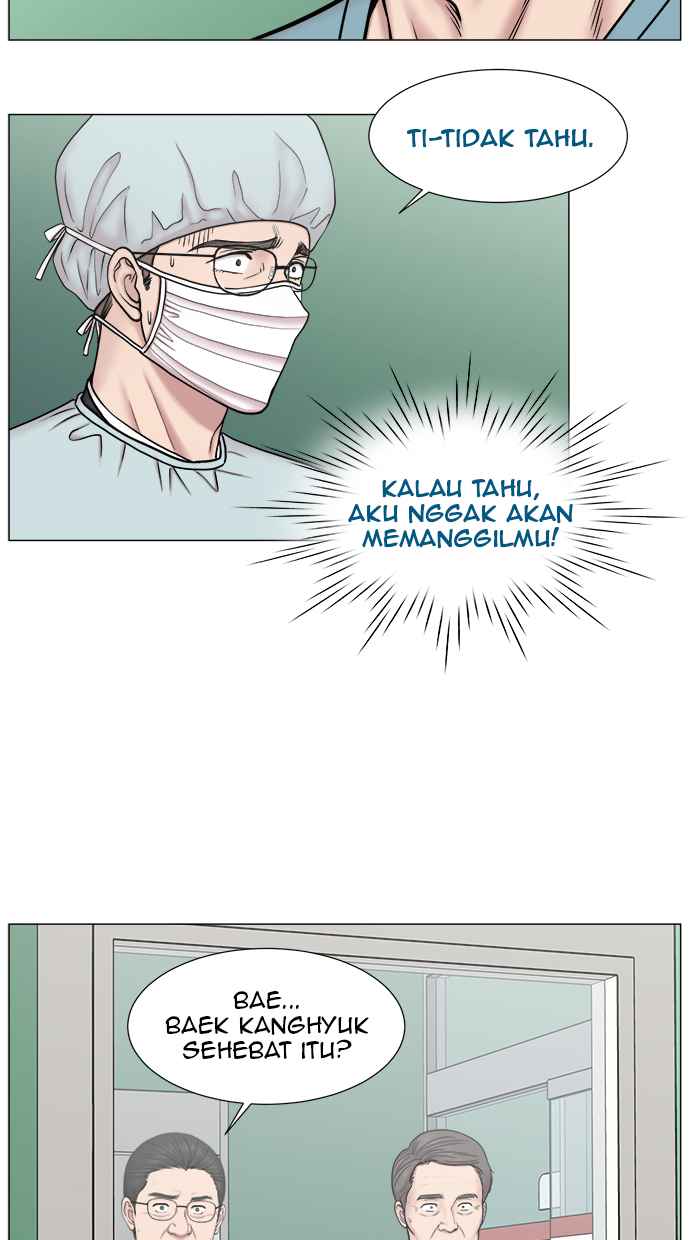 TI-TIDAK TAHU.
KALAU TAHU,
AKU NGGAK AKAN
MEMANGGILMU!
BAE...
BAEK KANGHYUK
SEHEBAT ITU?